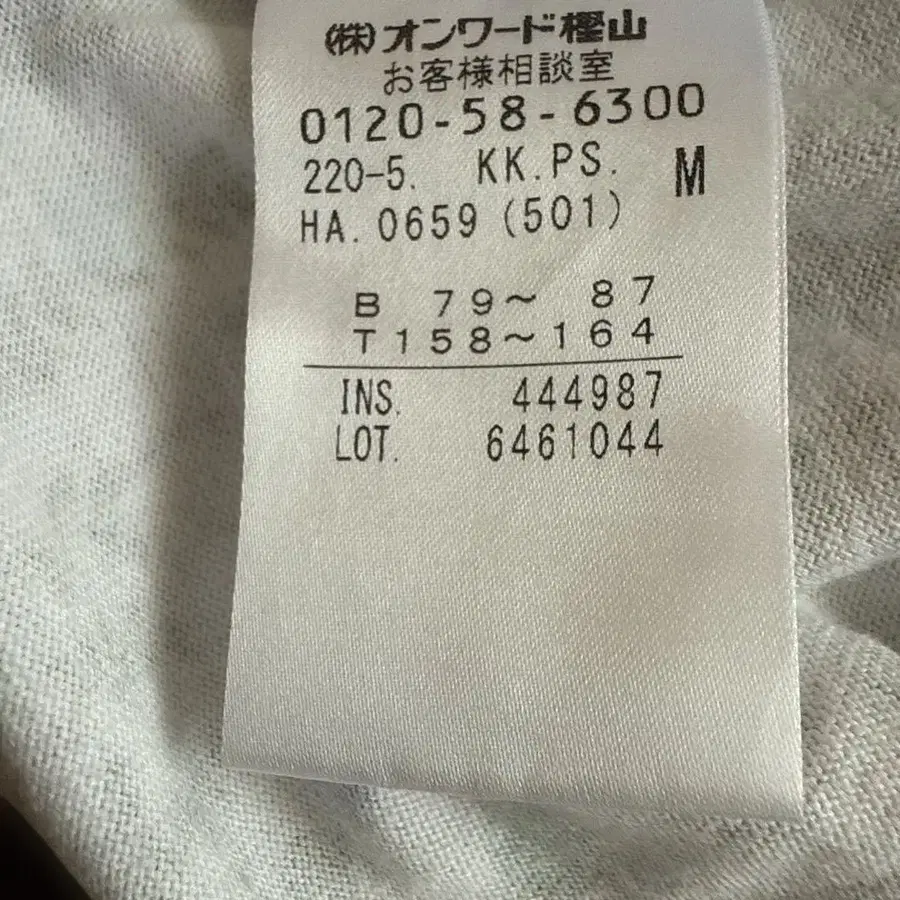 (株)オンワード樫山
お客様相談室
0120-58-6300
220-5. KK.PS. M
HA.0659(501)
B 79～ 87
T158～164
INS. 444987
LOT. 6461044